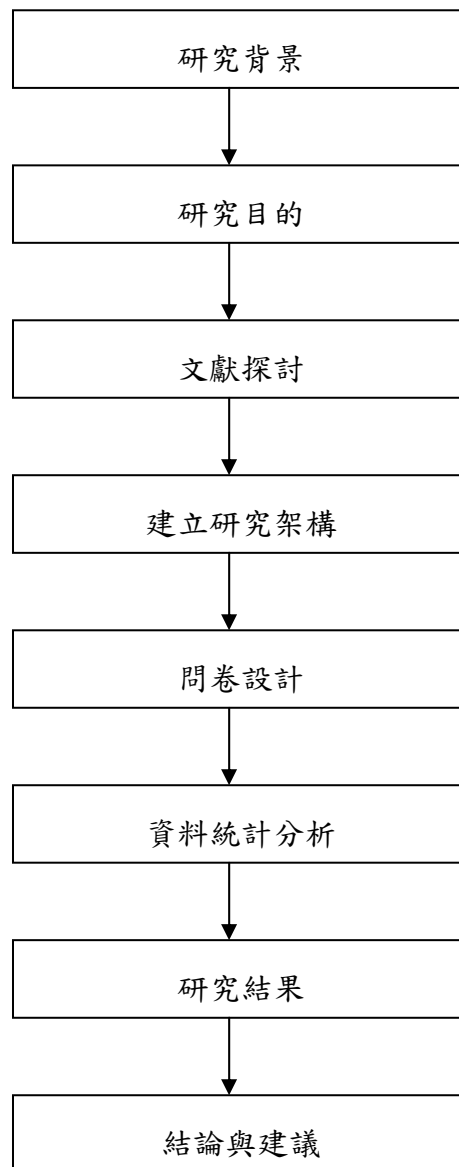 研究背景
研究目的
文獻探討
建立研究架構
問卷設計
資料統計分析
研究結果
結論與建議